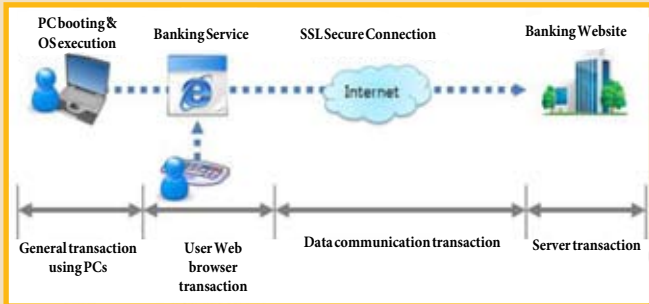 PC booting &
OS execution
Banking Service
SSL Secure Connection
Banking Website
Internet
General transaction
using PCs
User Web
browser
transaction
Data communication transaction
Server transaction